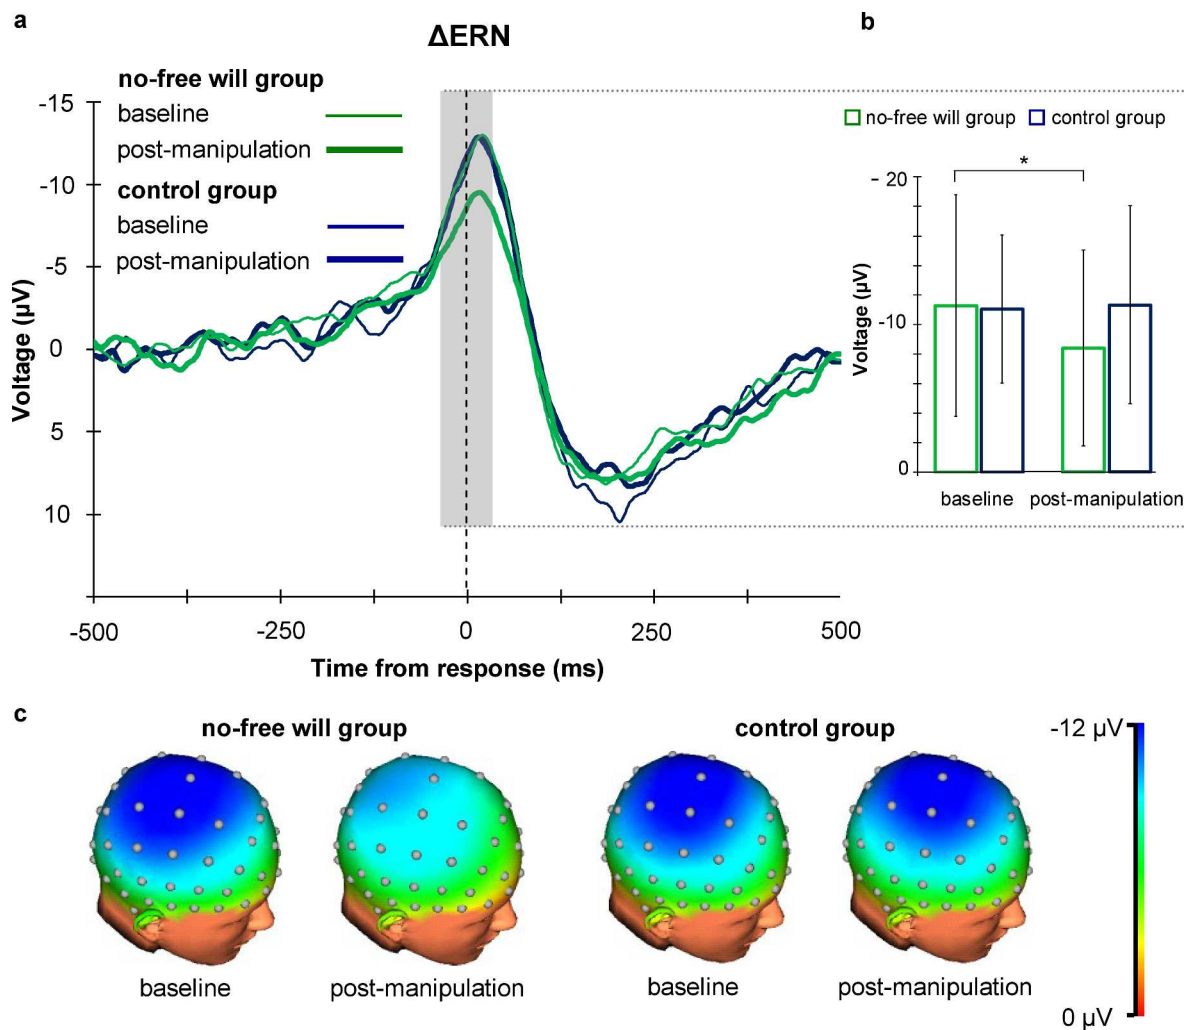 a
ΔERN
b
no-free will group
baseline
post-manipulation
control group
baseline
post-manipulation
Voltage (µV)
-15
-10
-5
0
5
10
-500
-250
0
250
500
Time from response (ms)
no-free will group
control group
*
Voltage (µV)
- 20
-10
0
baseline
post-manipulation
c
no-free will group
control group
-12 µV
0 µV
baseline
post-manipulation
baseline
post-manipulation